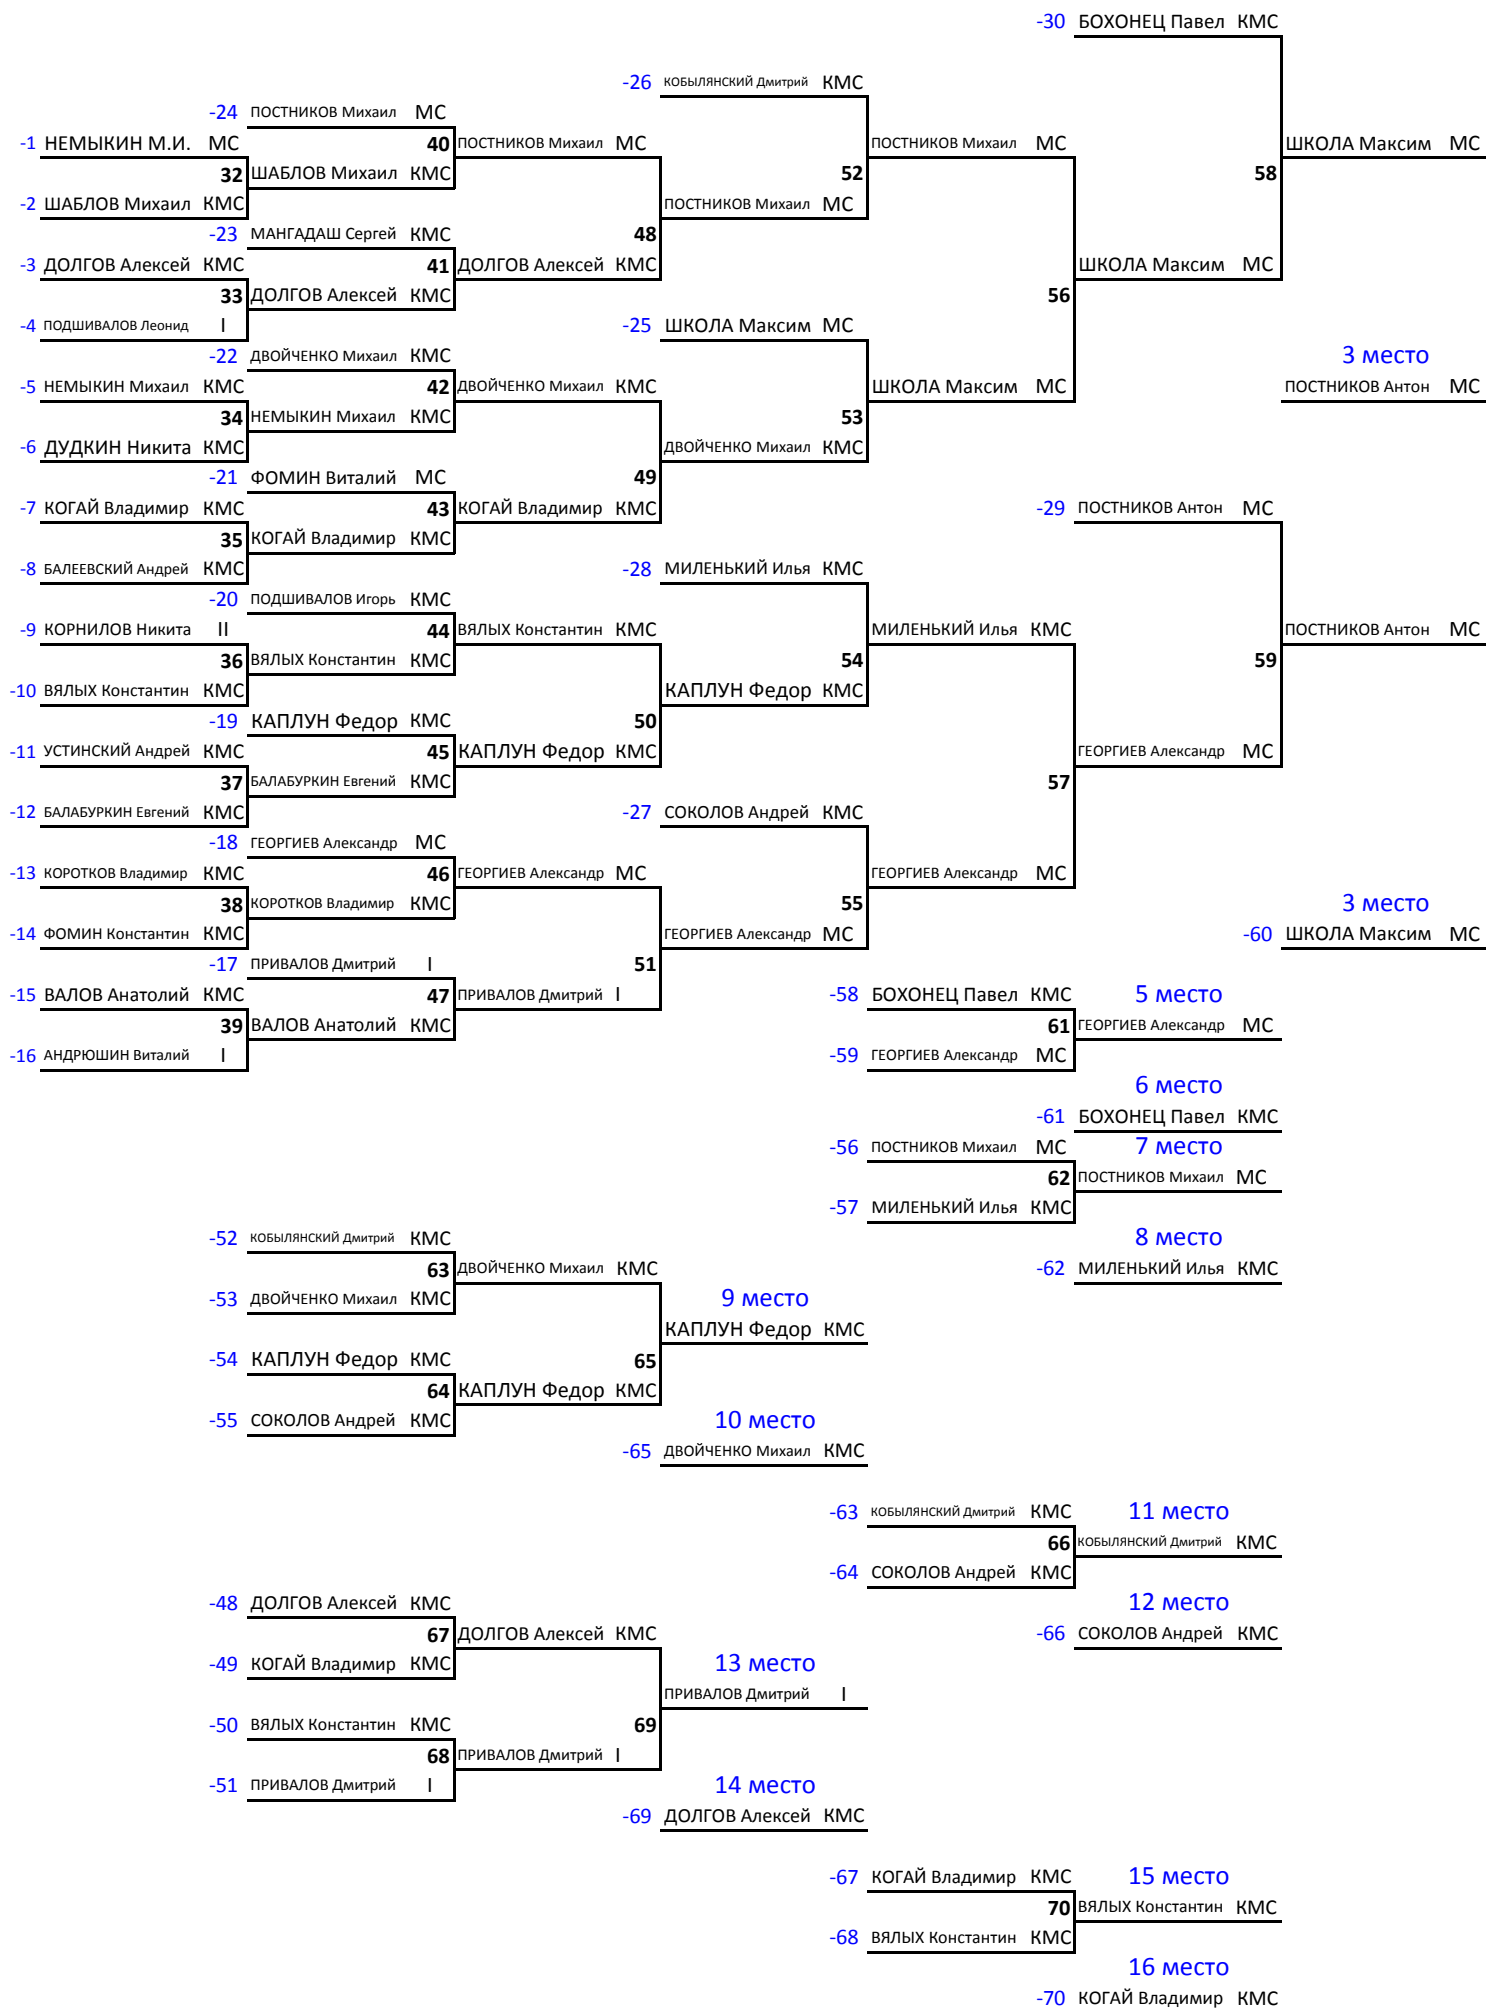 -30 БОХОНЕЦ Павел КМС
-26 КОБЫЛЯНСКИЙ Дмитрий КМС
-24 ПОСТНИКОВ Михаил МС
-1 НЕМЫКИН М.И. МС 40 ПОСТНИКОВ Михаил МС ПОСТНИКОВ Михаил МС ШКОЛА Максим МС
32 ШАБЛОВ Михаил КМС 52 58
-2 ШАБЛОВ Михаил КМС ПОСТНИКОВ Михаил МС
-23 МАНГАДАШ Сергей КМС 48
-3 ДОЛГОВ Алексей КМС 41 ДОЛГОВ Алексей КМС ШКОЛА Максим МС
33 ДОЛГОВ Алексей КМС 56
-4 ПОДШИВАЛОВ Леонид I -25 ШКОЛА Максим МС
-22 ДВОЙЧЕНКО Михаил КМС 3 место
-5 НЕМЫКИН Михаил КМС 42 ДВОЙЧЕНКО Михаил КМС ШКОЛА Максим МС ПОСТНИКОВ Антон МС
34 НЕМЫКИН Михаил КМС 53
-6 ДУДКИН Никита КМС ДВОЙЧЕНКО Михаил КМС
-21 ФОМИН Виталий МС 49
-7 КОГАЙ Владимир КМС 43 КОГАЙ Владимир КМС -29 ПОСТНИКОВ Антон МС
35 КОГАЙ Владимир КМС
-8 БАЛЕЕВСКИЙ Андрей КМС -28 МИЛЕНЬКИЙ Илья КМС
-20 ПОДШИВАЛОВ Игорь КМС
-9 КОРНИЛОВ Никита II 44 ВЯЛЫХ Константин КМС МИЛЕНЬКИЙ Илья КМС ПОСТНИКОВ Антон МС
36 ВЯЛЫХ Константин КМС 54 59
-10 ВЯЛЫХ Константин КМС КАПЛУН Федор КМС
-19 КАПЛУН Федор КМС 50
-11 УСТИНСКИЙ Андрей КМС 45 КАПЛУН Федор КМС ГЕОРГИЕВ Александр МС
37 БАЛАБУРКИН Евгений КМС 57
-12 БАЛАБУРКИН Евгений КМС -27 СОКОЛОВ Андрей КМС
-18 ГЕОРГИЕВ Александр МС
-13 КОРОТКОВ Владимир КМС 46 ГЕОРГИЕВ Александр МС ГЕОРГИЕВ Александр МС
38 КОРОТКОВ Владимир КМС 55 3 место
-14 ФОМИН Константин КМС ГЕОРГИЕВ Александр МС -60 ШКОЛА Максим МС
-17 ПРИВАЛОВ Дмитрий I 51
-15 ВАЛОВ Анатолий КМС 47 ПРИВАЛОВ Дмитрий I -58 БОХОНЕЦ Павел КМС 5 место
39 ВАЛОВ Анатолий КМС 61 ГЕОРГИЕВ Александр МС
-16 АНДРЮШИН Виталий I -59 ГЕОРГИЕВ Александр МС
6 место
-61 БОХОНЕЦ Павел КМС
-56 ПОСТНИКОВ Михаил МС 7 место
62 ПОСТНИКОВ Михаил МС
-57 МИЛЕНЬКИЙ Илья КМС
-52 КОБЫЛЯНСКИЙ Дмитрий КМС 8 место
63 ДВОЙЧЕНКО Михаил КМС -62 МИЛЕНЬКИЙ Илья КМС
-53 ДВОЙЧЕНКО Михаил КМС 9 место
КАПЛУН Федор КМС
-54 КАПЛУН Федор КМС 65
64 КАПЛУН Федор КМС
-55 СОКОЛОВ Андрей КМС 10 место
-65 ДВОЙЧЕНКО Михаил КМС
-63 КОБЫЛЯНСКИЙ Дмитрий КМС 11 место
66 КОБЫЛЯНСКИЙ Дмитрий КМС
-64 СОКОЛОВ Андрей КМС
-48 ДОЛГОВ Алексей КМС 12 место
67 ДОЛГОВ Алексей КМС -66 СОКОЛОВ Андрей КМС
-49 КОГАЙ Владимир КМС 13 место
ПРИВАЛОВ Дмитрий I
-50 ВЯЛЫХ Константин КМС 69
68 ПРИВАЛОВ Дмитрий I
-51 ПРИВАЛОВ Дмитрий I 14 место
-69 ДОЛГОВ Алексей КМС
-67 КОГАЙ Владимир КМС 15 место
70 ВЯЛЫХ Константин КМС
-68 ВЯЛЫХ Константин КМС
16 место
-70 КОГАЙ Владимир КМС